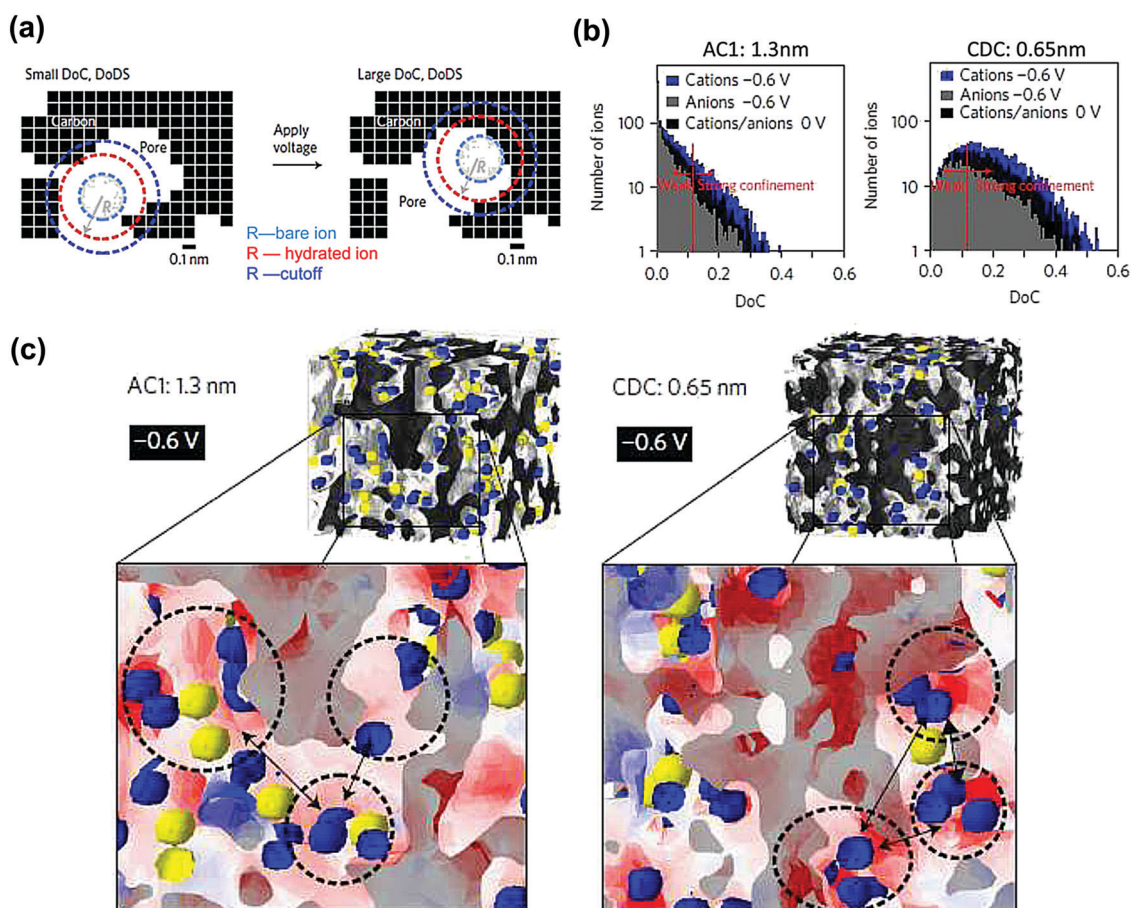 (a)
Small DoC, DoDS
Large DoC, DoDS
Carbon
Pore
R
Apply
voltage
Carbon
Pore
R
0.1 nm
0.1 nm
R—bare ion
R — hydrated ion
R —cutoff
(b)
AC1: 1.3nm
CDC: 0.65nm
Cations −0.6 V
Anions −0.6 V
Cations/anions 0 V
Number of ions
100
10
1
Weak Strong confinement
0.0 0.2 0.4 0.6
DoC
Cations −0.6 V
Anions −0.6 V
Cations/anions 0 V
Number of ions
100
10
1
Weak Strong confinement
0.0 0.2 0.4 0.6
DoC
(c)
AC1: 1.3 nm
−0.6 V
CDC: 0.65 nm
−0.6 V